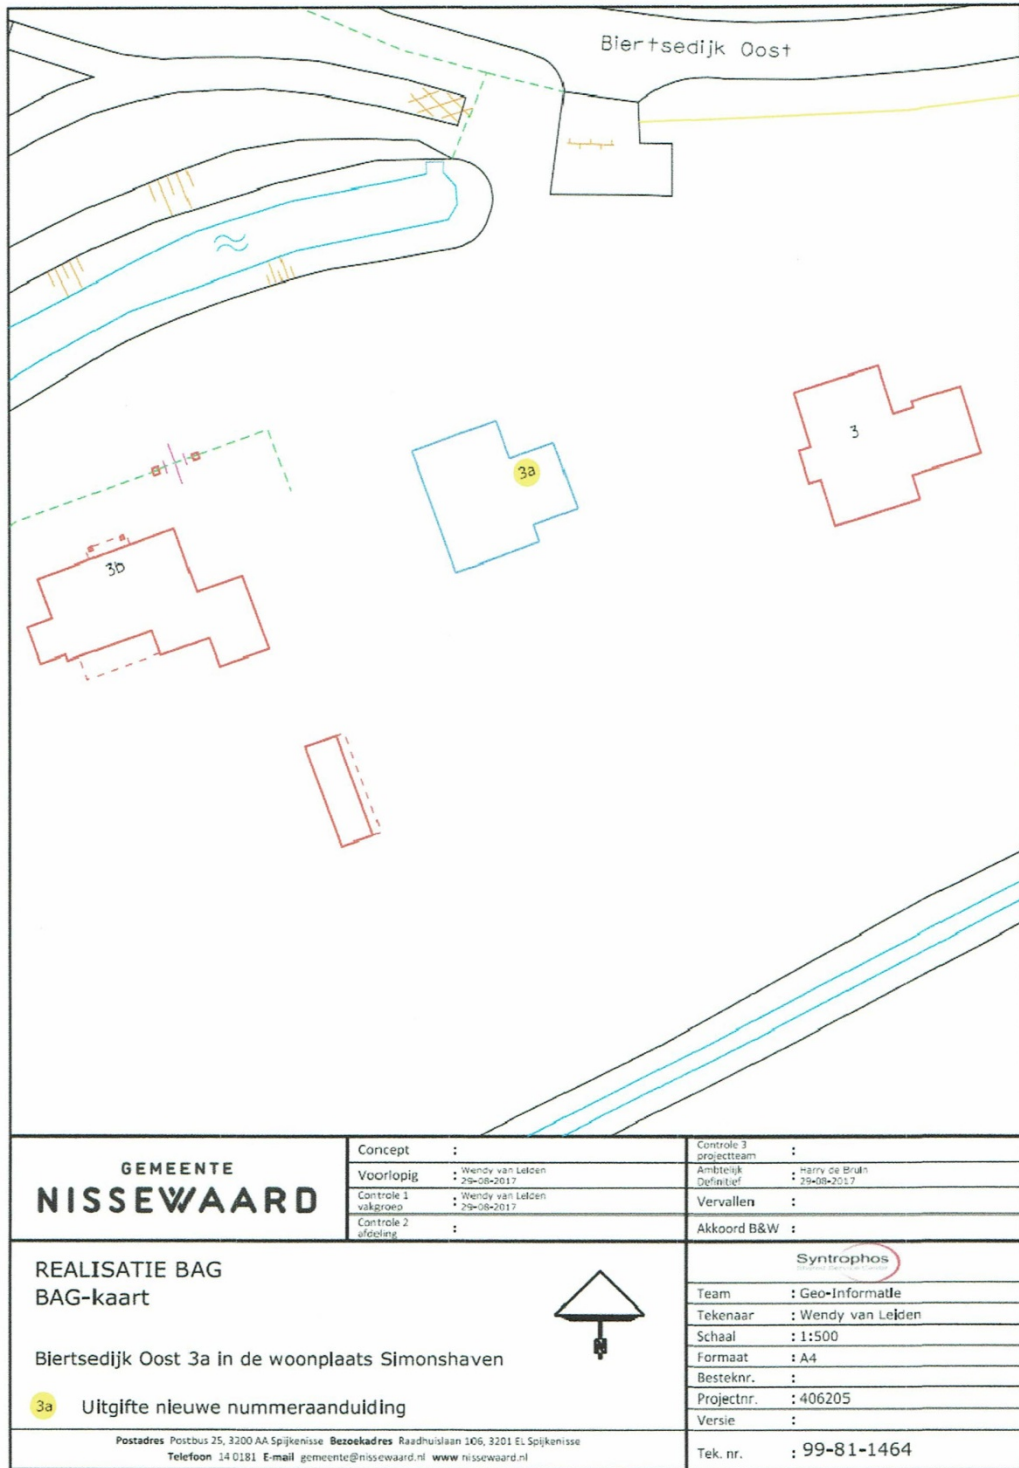 Biertsedijk Oost
3
3a
3b
GEMEENTE
NISSEWAARD
Concept :
Voorlopig : Wendy van Leiden
29-08-2017
Controle 1
vakgroep : Wendy van Leiden
29-08-2017
Controle 2
afdeling :
Controle 3
projectteam :
Ambtelijk
Definitief : Harry de Bruin
29-08-2017
Vervallen :
Akkoord B&W :
REALISATIE BAG
BAG-kaart
Biertsedijk Oost 3a in de woonplaats Simonshaven
3a Uitgifte nieuwe nummeraanduiding
N
Syntrophos
Team : Geo-Informatie
Tekenaar : Wendy van Leiden
Schaal : 1:500
Formaat : A4
Besteknr. :
Projectnr. : 406205
Versie :
Tek. nr. : 99-81-1464
Postadres Postbus 25, 3200 AA Spijkenisse Bezoekadres Raadhuislaan 106, 3201 EL Spijkenisse
Telefoon 14 0181 E-mail gemeente@nissewaard.nl www nissewaard.nl